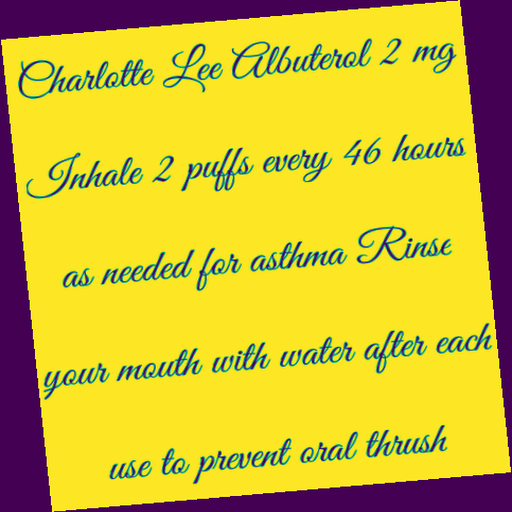 Charlotte Lee Albuterol 2 mg
Inhale 2 puffs every 46 hours
as needed for asthma Rinse
your mouth with water after each
use to prevent oral thrush